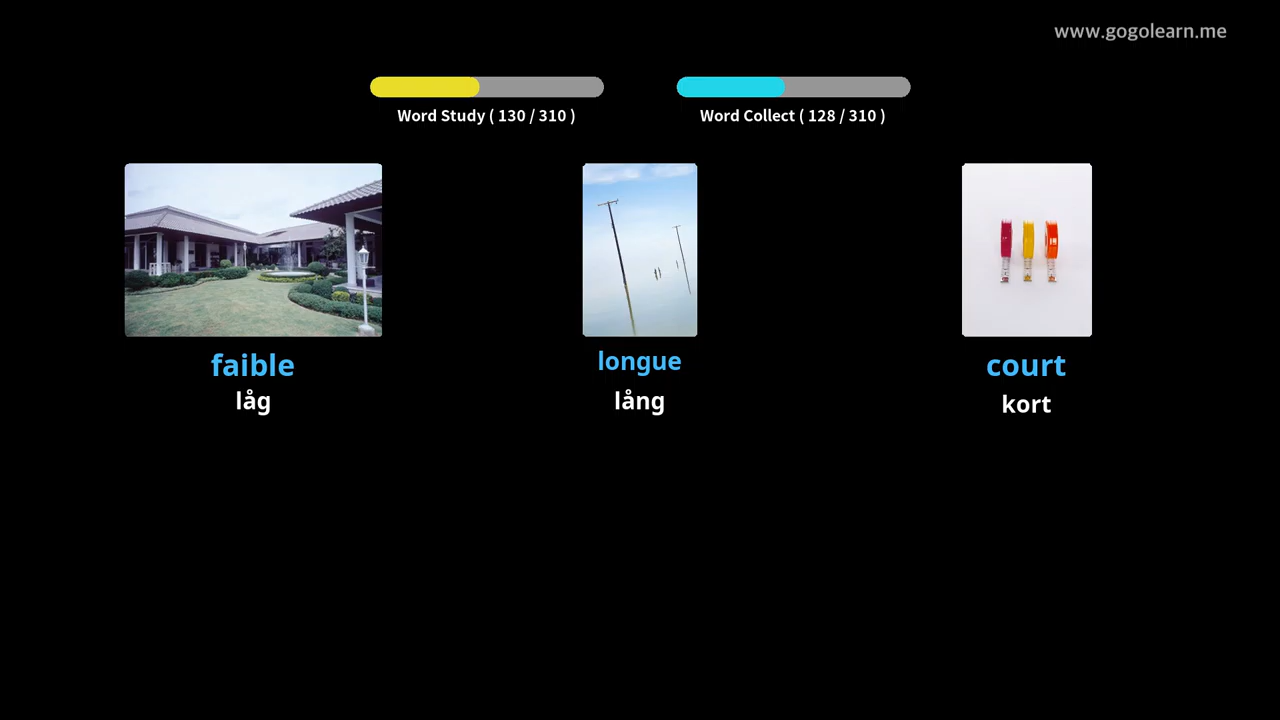 www.gogolearn.me
Word Study ( 130 / 310 )
Word Collect ( 128 / 310 )
faible
låg
longue
lång
court
kort